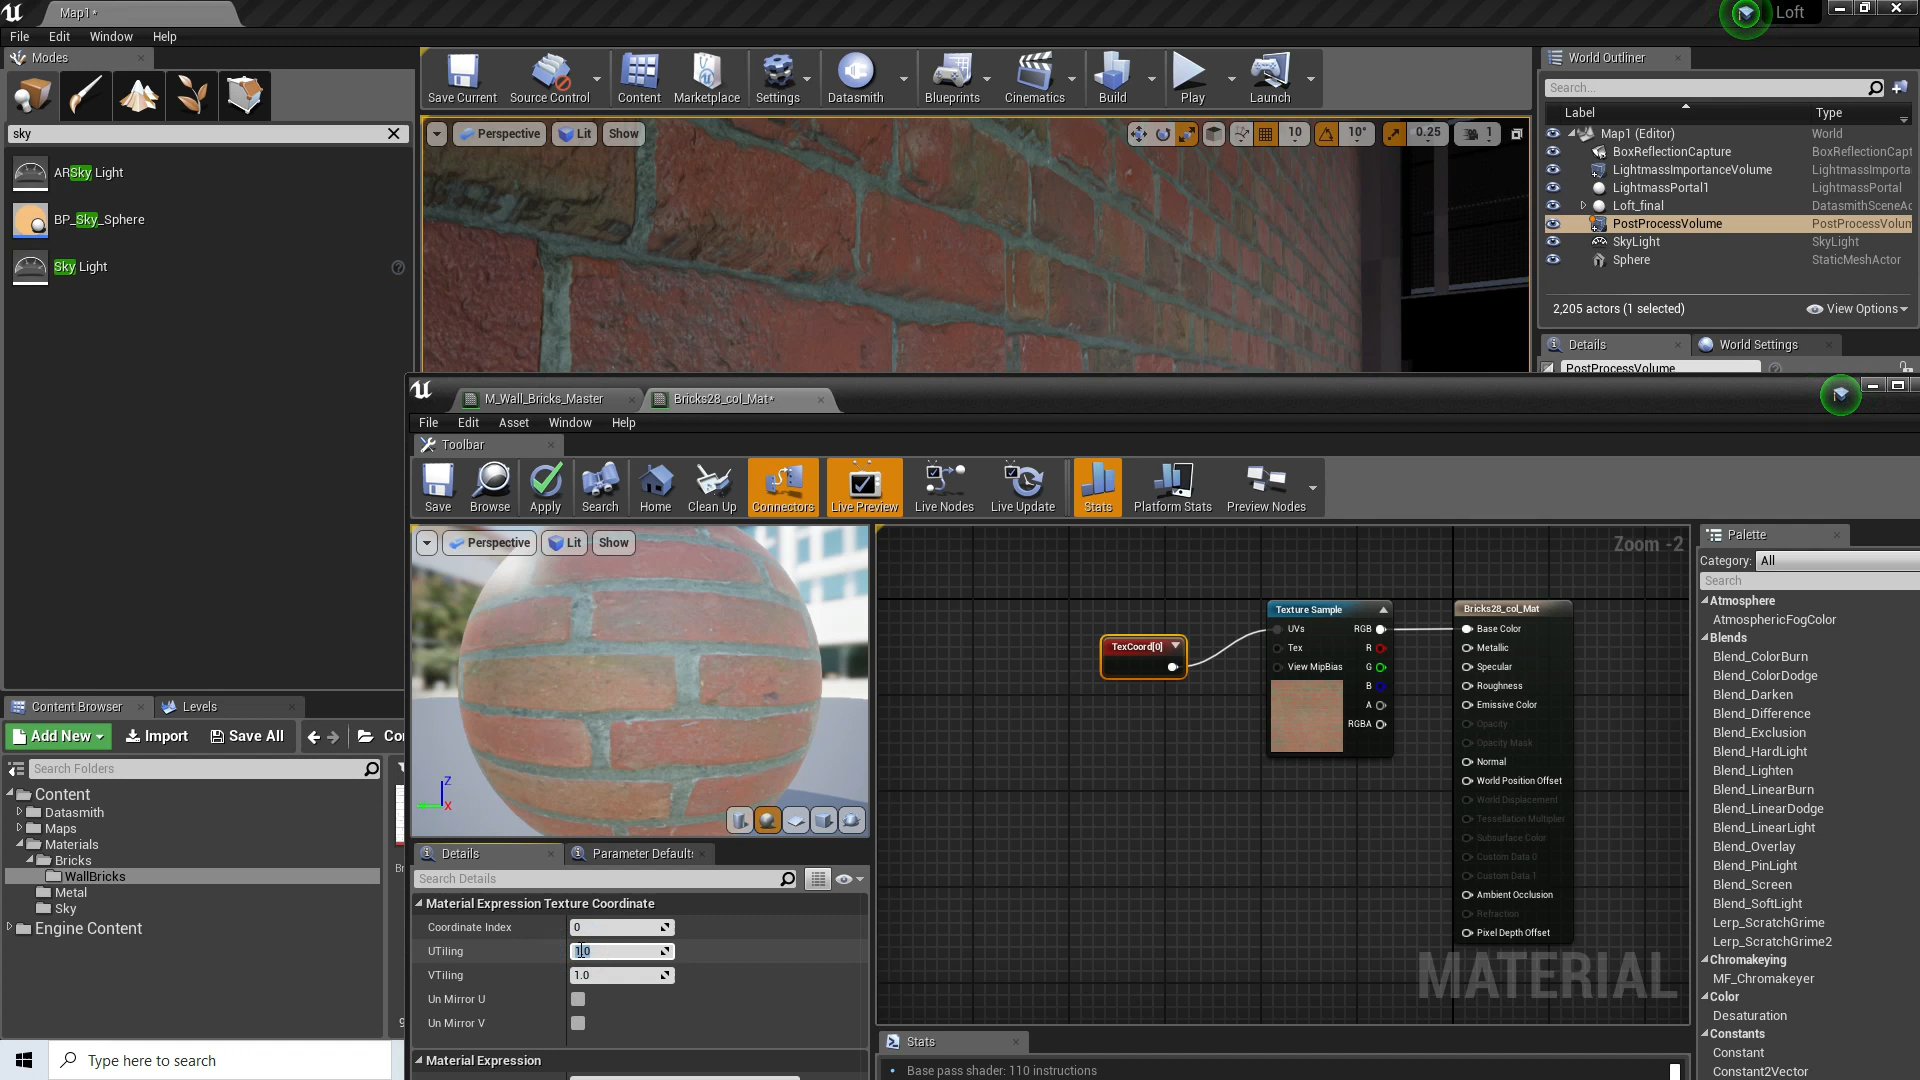 Map1*
Loft
File Edit Window Help
Modes
sky
ARSky Light
BP_Sky_Sphere
Sky Light
Save Current
Source Control
Content
Marketplace
Settings
Datasmith
Blueprints
Cinematics
Build
Play
Launch
Perspective
Lit
Show
10
10°
0.25
1
World Outliner
Search...
Label Type
Map1 (Editor) World
BoxReflectionCapture BoxReflectionCapt
LightmassImportanceVolume LightmassImporta
LightmassPortal1 LightmassPortal
Loft_final DatasmithSceneAc
PostProcessVolume PostProcessVolum
SkyLight SkyLight
Sphere StaticMeshActor
2,205 actors (1 selected)
View Options
Details
World Settings
PostProcessVolume
M_Wall_Bricks_Master
Bricks28_col_Mat*
File Edit Asset Window Help
Toolbar
Save
Browse
Apply
Search
Home
Clean Up
Connectors
Live Preview
Live Nodes
Live Update
Stats
Platform Stats
Preview Nodes
Perspective
Lit
Show
Z
X
Zoom -2
TexCoord[0]
Texture Sample
UVs RGB
Tex R
View MipBias G
B
A
RGBA
Bricks28_col_Mat
Base Color
Metallic
Specular
Roughness
Emissive Color
Opacity
Opacity Mask
Normal
World Position Offset
World Displacement
Tessellation Multiplier
Subsurface Color
Custom Data 0
Custom Data 1
Ambient Occlusion
Refraction
Pixel Depth Offset
MATERIAL
Palette
Category: All
Search
Atmosphere
AtmosphericFogColor
Blends
Blend_ColorBurn
Blend_ColorDodge
Blend_Darken
Blend_Difference
Blend_Exclusion
Blend_HardLight
Blend_Lighten
Blend_LinearBurn
Blend_LinearDodge
Blend_LinearLight
Blend_Overlay
Blend_PinLight
Blend_Screen
Blend_SoftLight
Lerp_ScratchGrime
Lerp_ScratchGrime2
Chromakeying
MF_Chromakeyer
Color
Desaturation
Constants
Constant
Constant2Vector
Content Browser
Levels
Add New
Import
Save All
Co
Search Folders
Content
Datasmith
Maps
Materials
Bricks
WallBricks
Metal
Sky
Engine Content
Br
9
Details
Parameter Default
Search Details
Material Expression Texture Coordinate
Coordinate Index 0
UTiling 1.0
VTiling 1.0
Un Mirror U
Un Mirror V
Material Expression
Stats
Base pass shader: 110 instructions
Type here to search